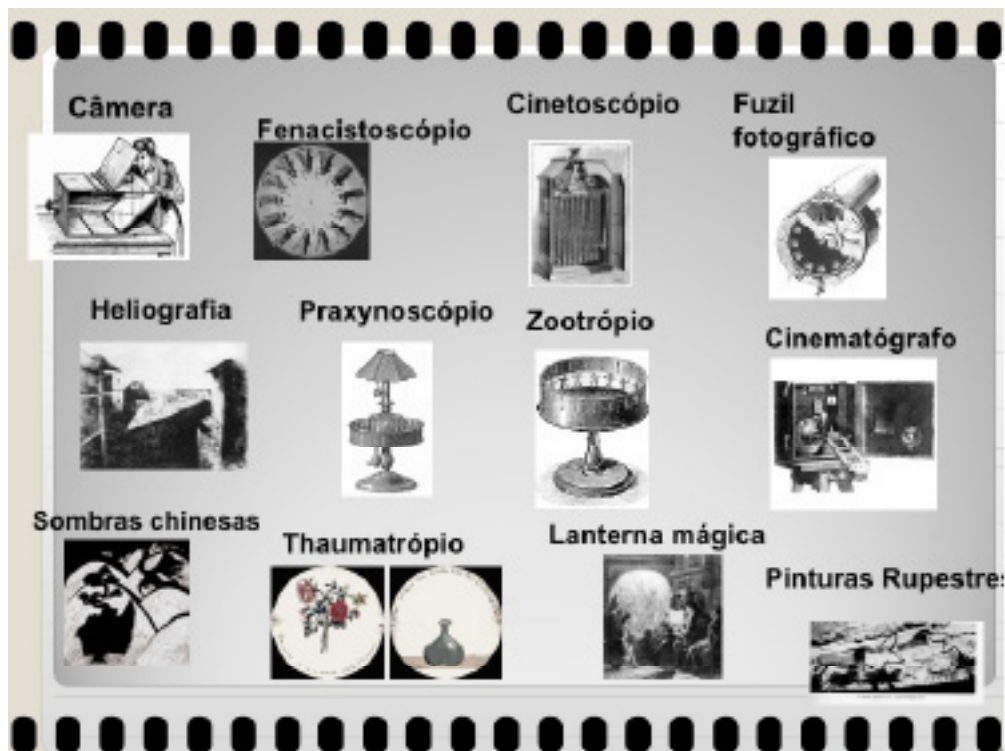 Câmera
Fenacistoscópio
Cinetoscópio
Fuzil
fotográfico
Heliografia
Praxynoscópio
Zootrópio
Cinematógrafo
Sombras chinesas
Thaumatrópio
Lanterna mágica
Pinturas Rupestre